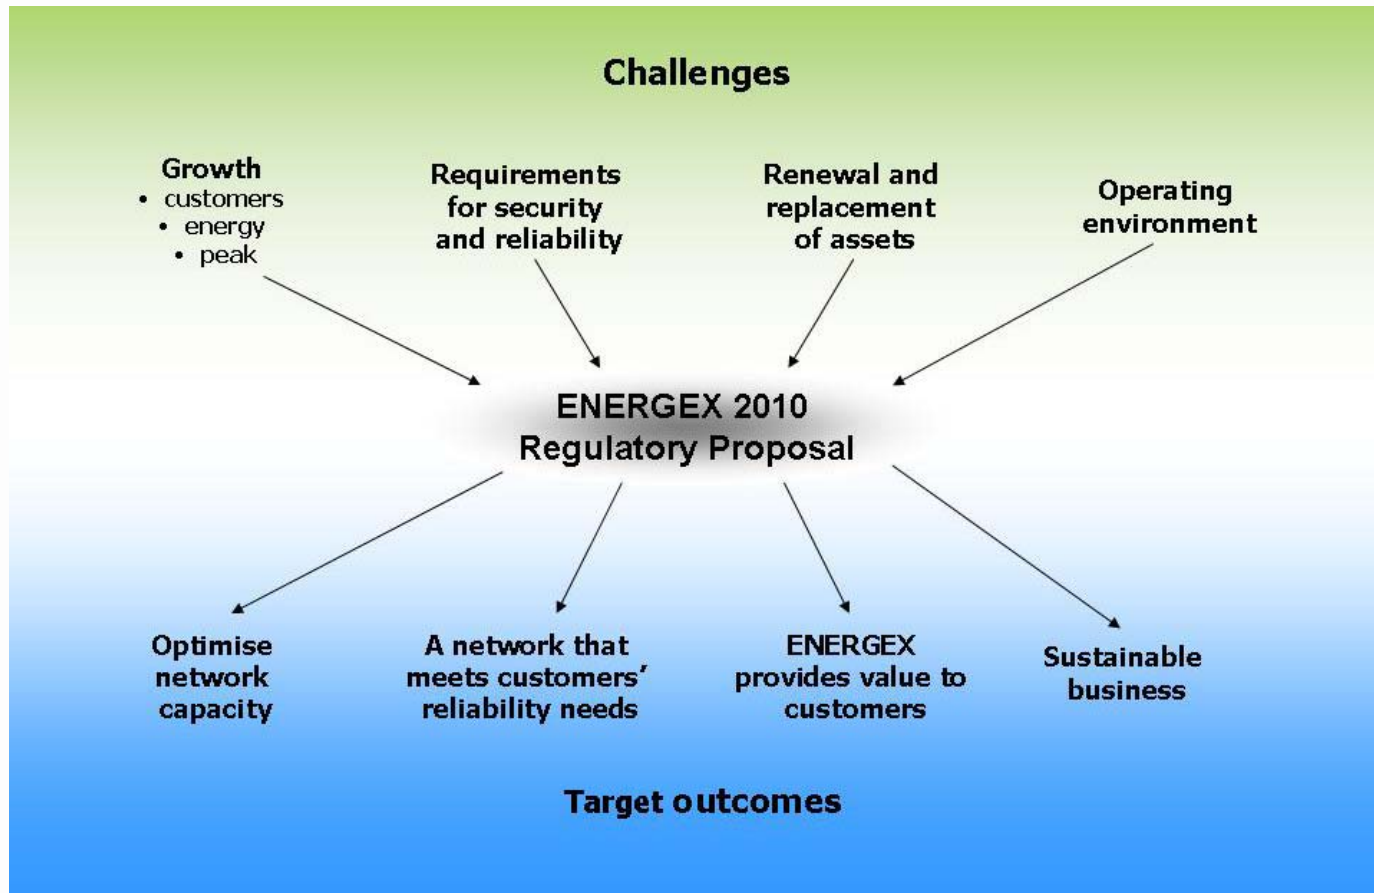 Challenges
Growth
• customers
• energy
• peak
Requirements
for security
and reliability
Renewal and
replacement
of assets
Operating
environment
ENERGEX 2010
Regulatory Proposal
Optimise
network
capacity
A network that
meets customers’
reliability needs
ENERGEX
provides value to
customers
Sustainable
business
Target outcomes